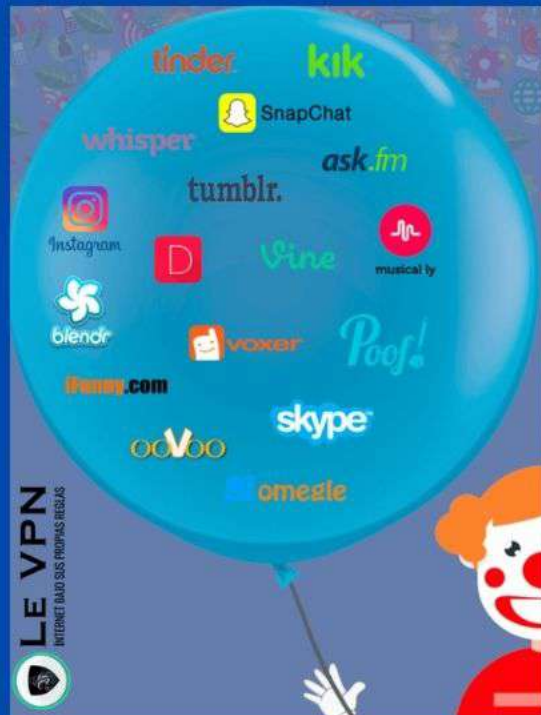 tinder
kik
SnapChat
whisper
ask.fm
tumblr.
Instagram
D
Vine
musical ly
blendr
voxer
Poof!
iFunny.com
skype
ooVoo
omegle
LE VPN
INTERNET BAJO SUS PROPIAS REGLAS